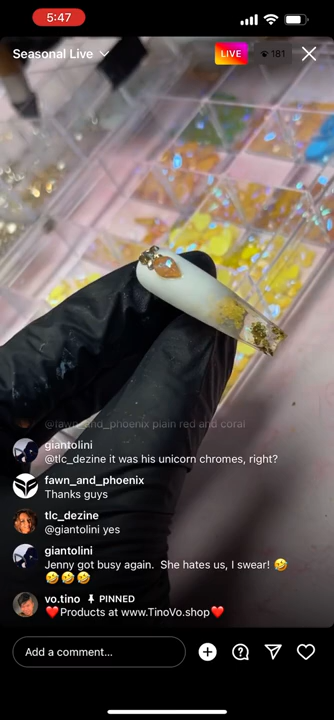 5:47
Seasonal Live
LIVE
181
@fawn_and_phoenix plain red and coral
giantolini
@tlc_dezine it was his unicorn chromes, right?
fawn_and_phoenix
Thanks guys
tlc_dezine
@giantolini yes
giantolini
Jenny got busy again.  She hates us, I swear! 🤣
🤣🤣🤣
vo.tino PINNED
❤️Products at www.TinoVo.shop❤️
Add a comment...